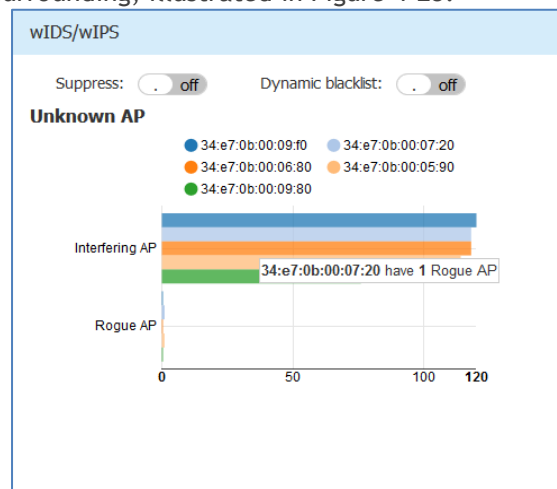 wIDS/wIPS
Suppress: . off Dynamic blacklist: . off
Unknown AP
34:e7:0b:00:09:f0 34:e7:0b:00:07:20
34:e7:0b:00:06:80 34:e7:0b:00:05:90
34:e7:0b:00:09:80
Interfering AP
34:e7:0b:00:07:20 have 1 Rogue AP
Rogue AP
0 50 100 120